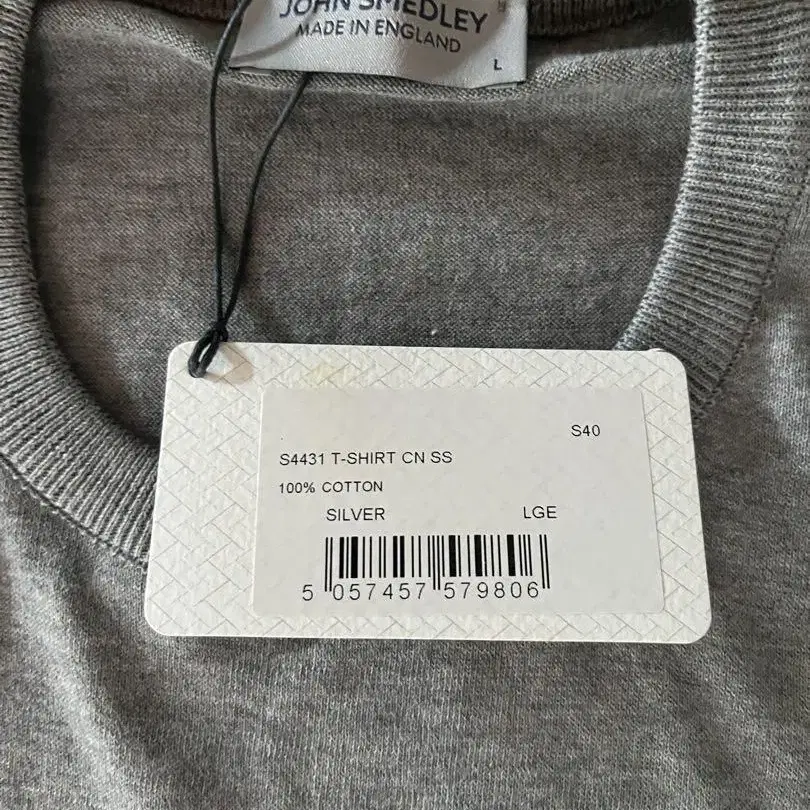 JOHN SMEDLEY
MADE IN ENGLAND
L
S40
S4431 T-SHIRT CN SS
100% COTTON
SILVER LGE
5 057457 579806